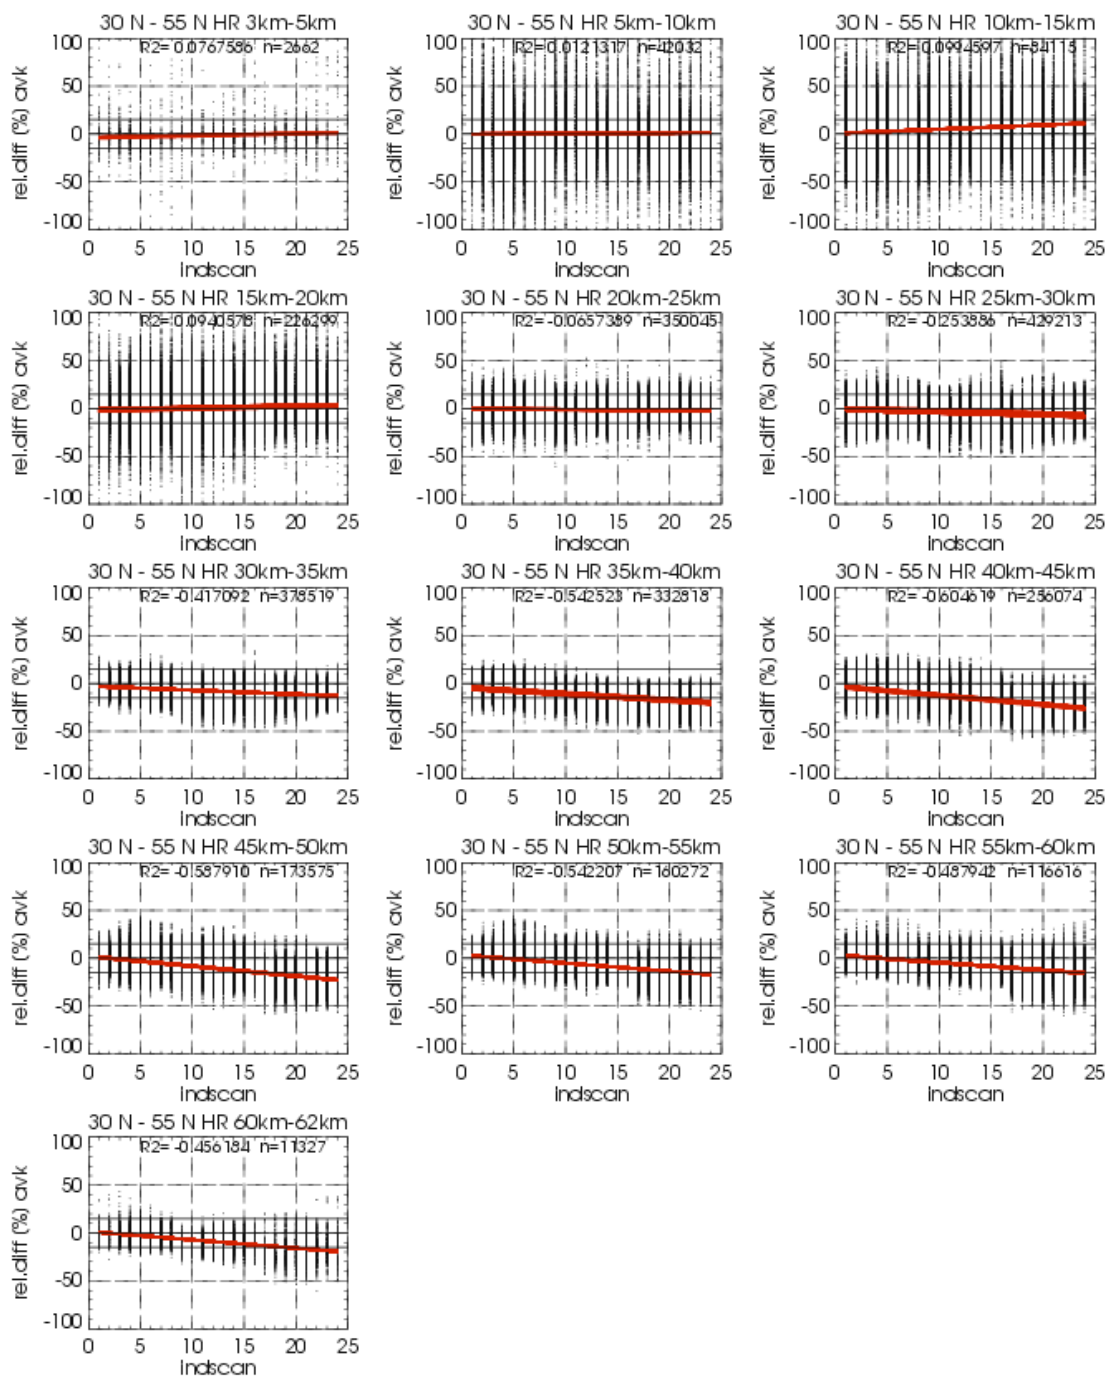 30 N - 55 N HR 3km-5km
R2= 0.0767586 n=2662
100
50
0
-50
-100
rel.diff (%) avk
0 5 10 15 20 25
indscan
30 N - 55 N HR 5km-10km
R2= 0.0121317 n=42032
100
50
0
-50
-100
rel.diff (%) avk
0 5 10 15 20 25
indscan
30 N - 55 N HR 10km-15km
R2= 0.0994597 n=84115
100
50
0
-50
-100
rel.diff (%) avk
0 5 10 15 20 25
indscan
30 N - 55 N HR 15km-20km
R2= 0.0940578 n=226299
100
50
0
-50
-100
rel.diff (%) avk
0 5 10 15 20 25
indscan
30 N - 55 N HR 20km-25km
R2= -0.0657389 n=350045
100
50
0
-50
-100
rel.diff (%) avk
0 5 10 15 20 25
indscan
30 N - 55 N HR 25km-30km
R2= -0.253886 n=429213
100
50
0
-50
-100
rel.diff (%) avk
0 5 10 15 20 25
indscan
30 N - 55 N HR 30km-35km
R2= -0.417092 n=378519
100
50
0
-50
-100
rel.diff (%) avk
0 5 10 15 20 25
indscan
30 N - 55 N HR 35km-40km
R2= -0.542523 n=332818
100
50
0
-50
-100
rel.diff (%) avk
0 5 10 15 20 25
indscan
30 N - 55 N HR 40km-45km
R2= -0.604619 n=256074
100
50
0
-50
-100
rel.diff (%) avk
0 5 10 15 20 25
indscan
30 N - 55 N HR 45km-50km
R2= -0.587910 n=173575
100
50
0
-50
-100
rel.diff (%) avk
0 5 10 15 20 25
indscan
30 N - 55 N HR 50km-55km
R2= -0.542207 n=160272
100
50
0
-50
-100
rel.diff (%) avk
0 5 10 15 20 25
indscan
30 N - 55 N HR 55km-60km
R2= -0.487942 n=116616
100
50
0
-50
-100
rel.diff (%) avk
0 5 10 15 20 25
indscan
30 N - 55 N HR 60km-62km
R2= -0.456184 n=11327
100
50
0
-50
-100
rel.diff (%) avk
0 5 10 15 20 25
indscan